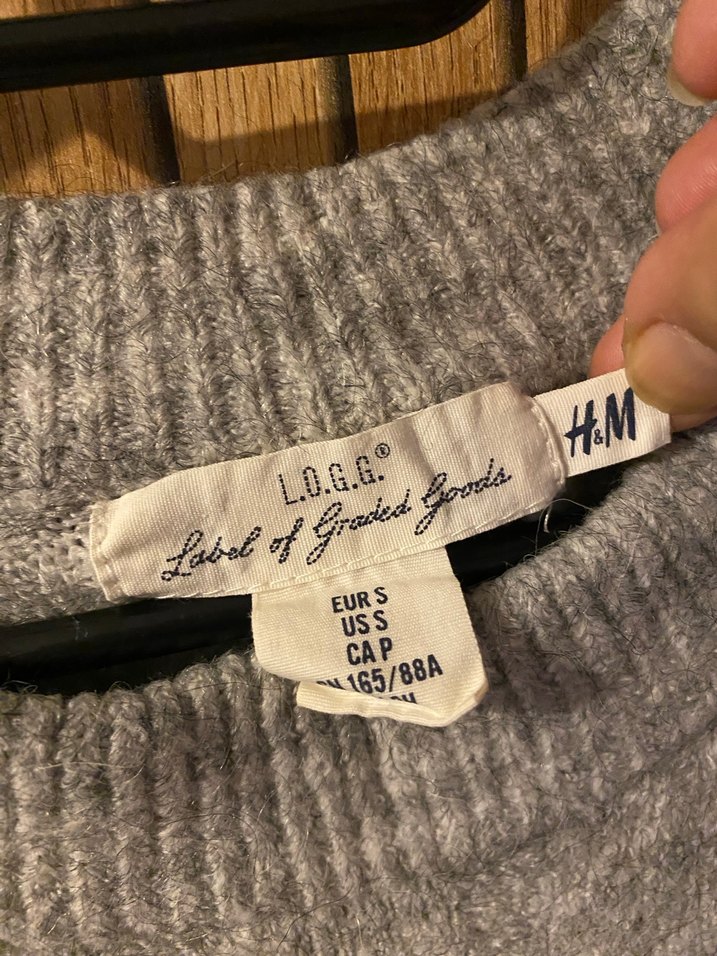 L.O.G.G.®
Label of Graded Goods
H&M
EUR S
US S
CA P
165/88A